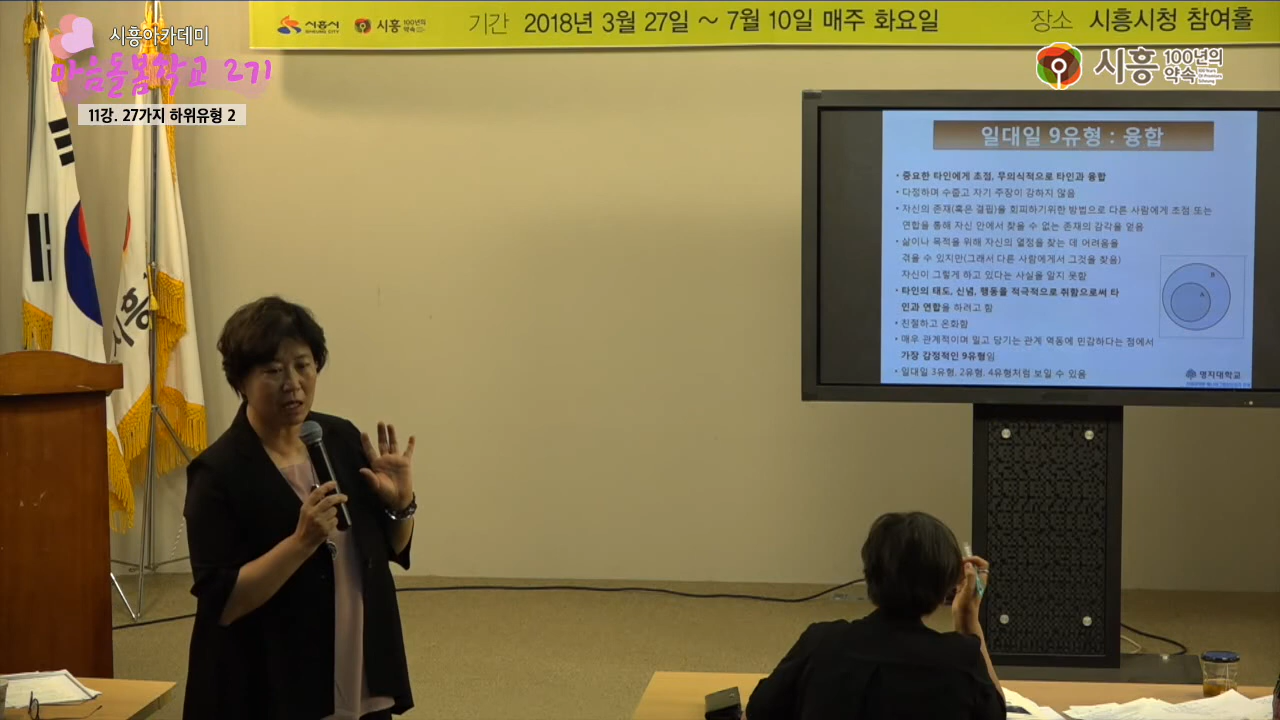 시흥아카데미
마음돌봄학교 2기
11강. 27가지 하위유형 2
시흥시
SIHEUNG CITY
시흥 100년의 약속
기간 2018년 3월 27일 ~ 7월 10일 매주 화요일
장소 시흥시청 참여홀
시흥 100년의 약속
일대일 9유형 : 융합
• 중요한 타인에게 초점, 무의식적으로 타인과 융합
• 다정하며 수줍고 자기 주장이 강하지 않음
• 자신의 존재(혹은 결핍)을 회피하기위한 방법으로 다른 사람에게 초점 또는
연합을 통해 자신 안에서 찾을 수 없는 존재의 감각을 얻음
• 삶이나 목적을 위해 자신의 열정을 찾는 데 어려움을
겪을 수 있지만(그래서 다른 사람에게서 그것을 찾음)
자신이 그렇게 하고 있다는 사실을 알지 못함
• 타인의 태도, 신념, 행동을 적극적으로 취함으로써 타
인과 연합을 하려고 함
• 친절하고 온화함
• 매우 관계적이며 밀고 당기는 관계 역동에 민감하다는 점에서
가장 감정적인 9유형임
• 일대일 3유형, 2유형, 4유형처럼 보일 수 있음
B
A
명지대학교
시흥